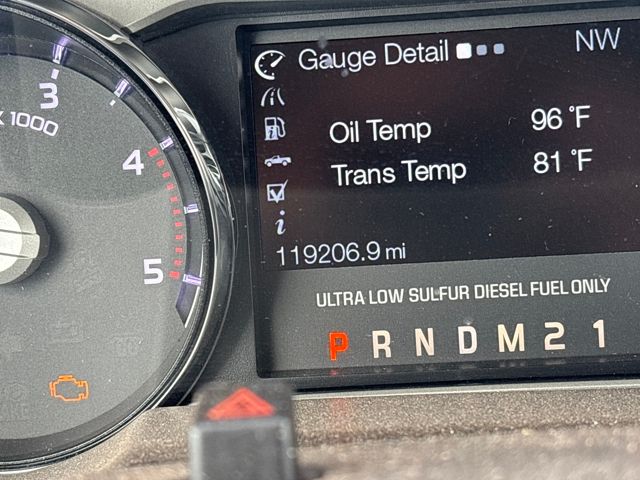 Gauge Detail NW
3
X 1000
4
5
Oil Temp 96 °F
Trans Temp 81 °F
i
119206.9 mi
ULTRA LOW SULFUR DIESEL FUEL ONLY
P R N D M 2 1